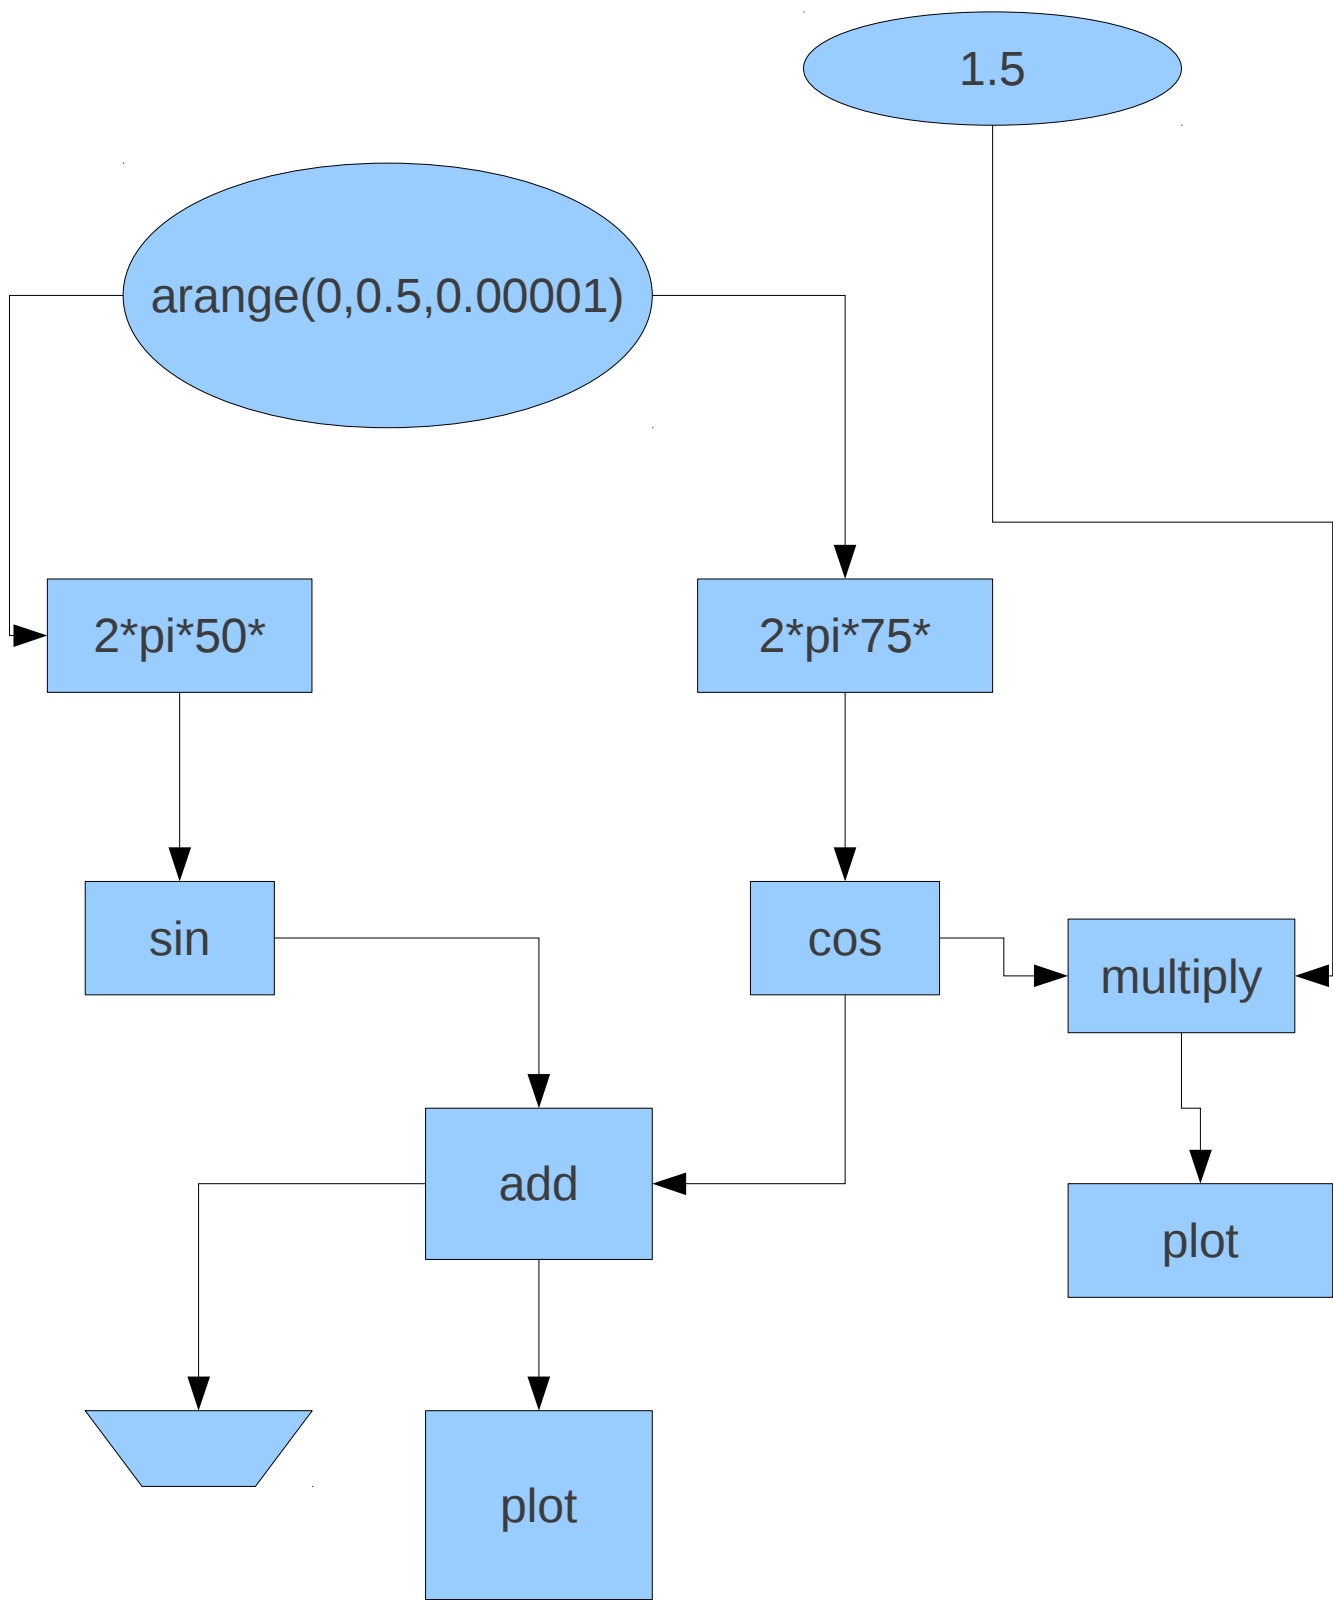 1.5
arange(0,0.5,0.00001)
2*pi*50*
2*pi*75*
sin
cos
multiply
add
plot
plot